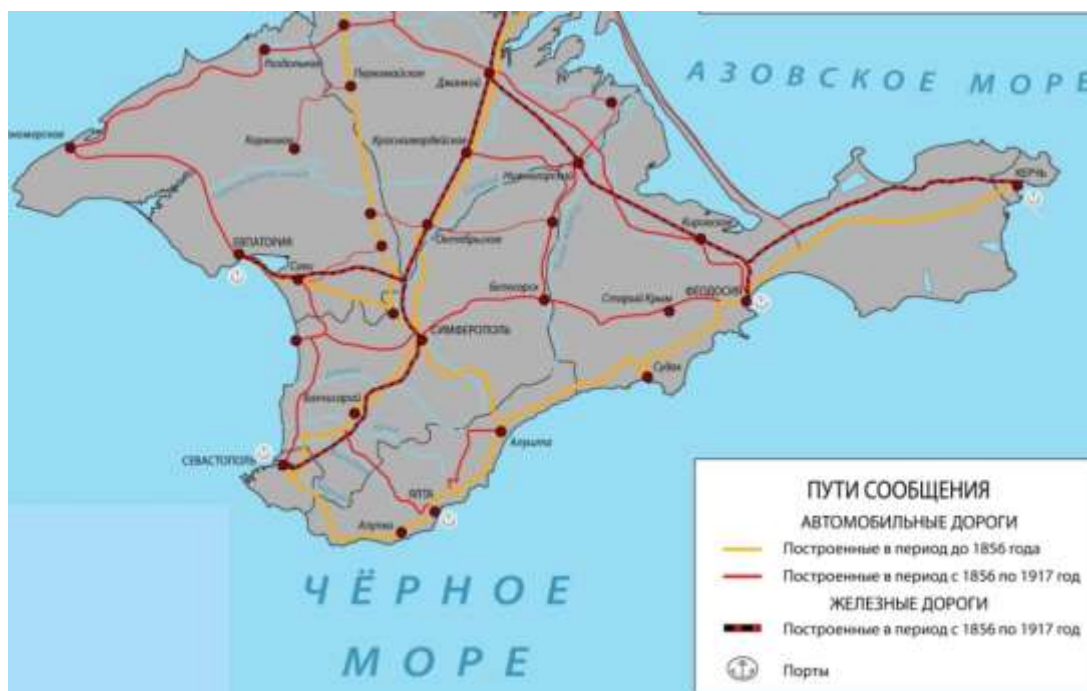 АЗОВСКОЕ МОРЕ
Раздольное
Первомайское
Джанкой
Красногвардейское
Нижнегорский
КЕРЧЬ
Кировское
ЕВПАТОРИЯ
Саки
Октябрьское
Белогорск
Старый Крым
ФЕОДОСИЯ
СИМФЕРОПОЛЬ
Судак
Бахчисарай
СЕВАСТОПОЛЬ
Алушта
ЯЛТА
Алупка
ЧЁРНОЕ
МОРЕ
ПУТИ СООБЩЕНИЯ
АВТОМОБИЛЬНЫЕ ДОРОГИ
Построенные в период до 1856 года
Построенные в период с 1856 по 1917 год
ЖЕЛЕЗНЫЕ ДОРОГИ
Построенные в период с 1856 по 1917 год
Порты